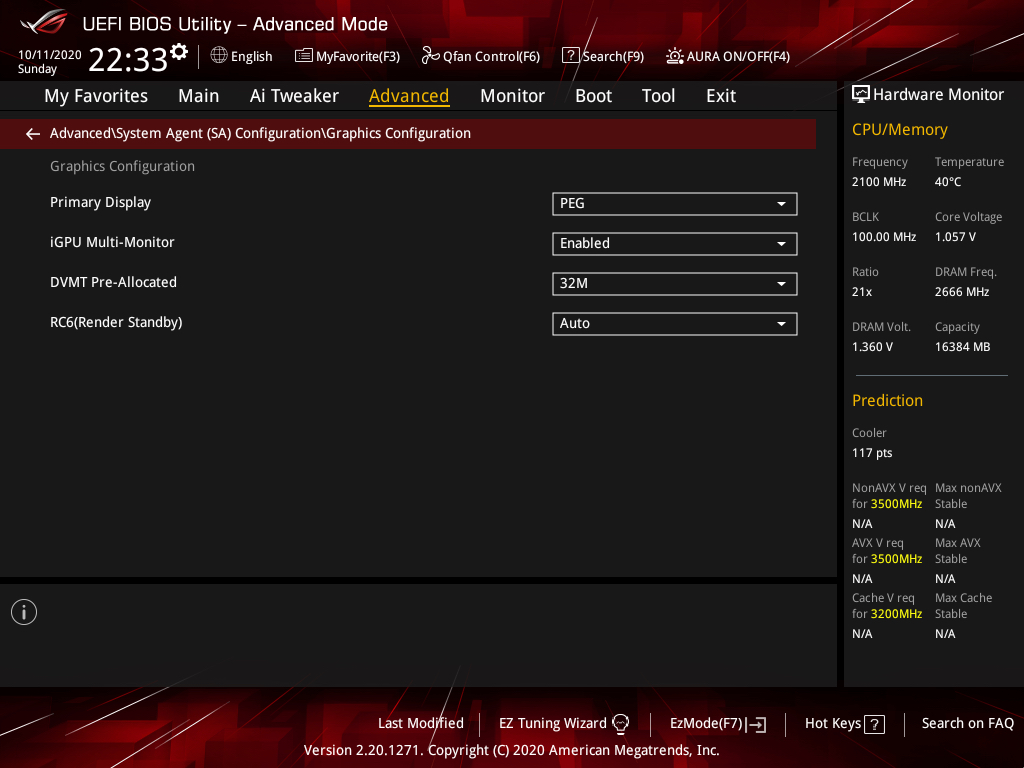 UEFI BIOS Utility – Advanced Mode
10/11/2020
Sunday
22:33
English
MyFavorite(F3)
Qfan Control(F6)
? Search(F9)
AURA ON/OFF(F4)
My Favorites
Main
Ai Tweaker
Advanced
Monitor
Boot
Tool
Exit
← Advanced\System Agent (SA) Configuration\Graphics Configuration
Graphics Configuration
Primary Display PEG
iGPU Multi-Monitor Enabled
DVMT Pre-Allocated 32M
RC6(Render Standby) Auto
Hardware Monitor
CPU/Memory
Frequency Temperature
2100 MHz 40°C
BCLK Core Voltage
100.00 MHz 1.057 V
Ratio DRAM Freq.
21x 2666 MHz
DRAM Volt. Capacity
1.360 V 16384 MB
Prediction
Cooler
117 pts
NonAVX V req Max nonAVX
for 3500MHz Stable
N/A N/A
AVX V req Max AVX
for 3500MHz Stable
N/A N/A
Cache V req Max Cache
for 3200MHz Stable
N/A N/A
i
Last Modified
EZ Tuning Wizard
EzMode(F7)
Hot Keys ?
Search on FAQ
Version 2.20.1271. Copyright (C) 2020 American Megatrends, Inc.